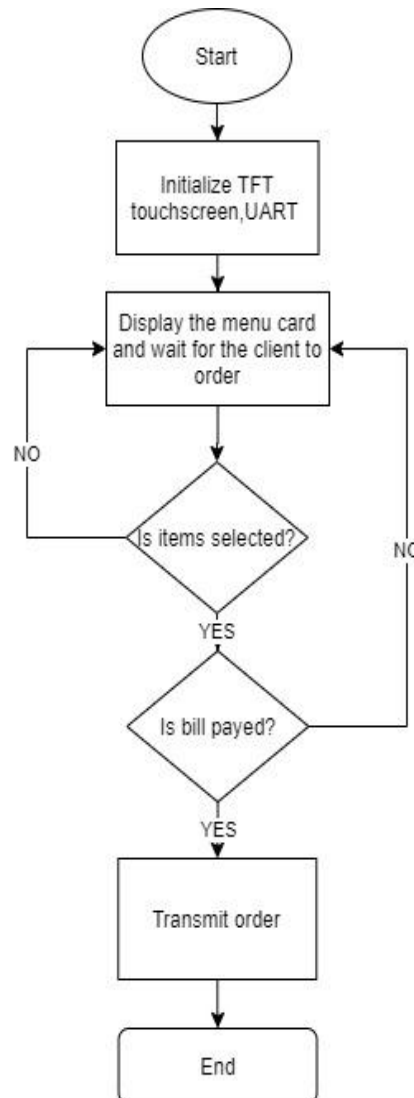 Start
Initialize TFT
touchscreen,UART
Display the menu card
and wait for the client to
order
NO
Is items selected?
NO
YES
Is bill payed?
YES
Transmit order
End